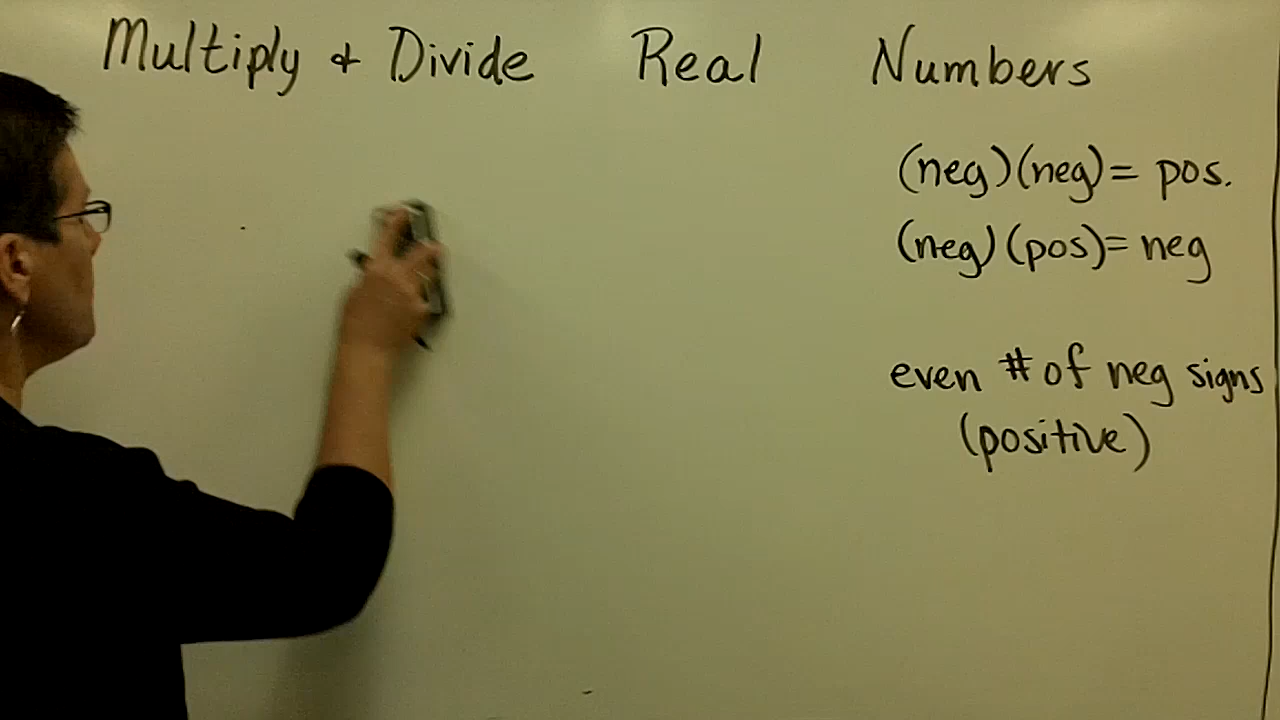 Multiply & Divide Real Numbers
(neg)(neg) = pos.
(neg)(pos) = neg
even # of neg signs
(positive)